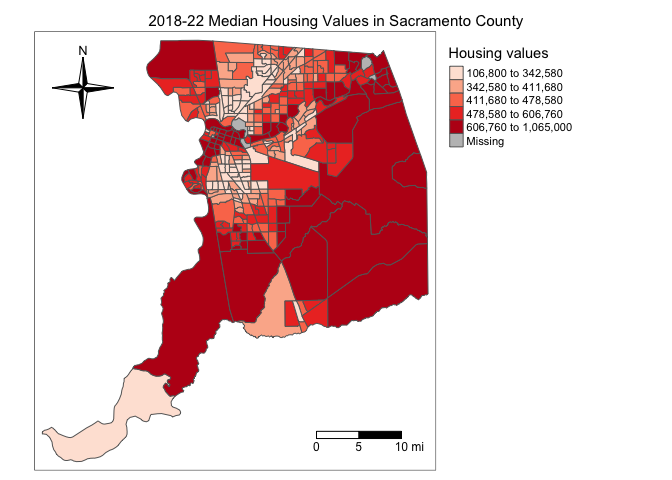 2018-22 Median Housing Values in Sacramento County
N
Housing values
106,800 to 342,580
342,580 to 411,680
411,680 to 478,580
478,580 to 606,760
606,760 to 1,065,000
Missing
0 5 10 mi